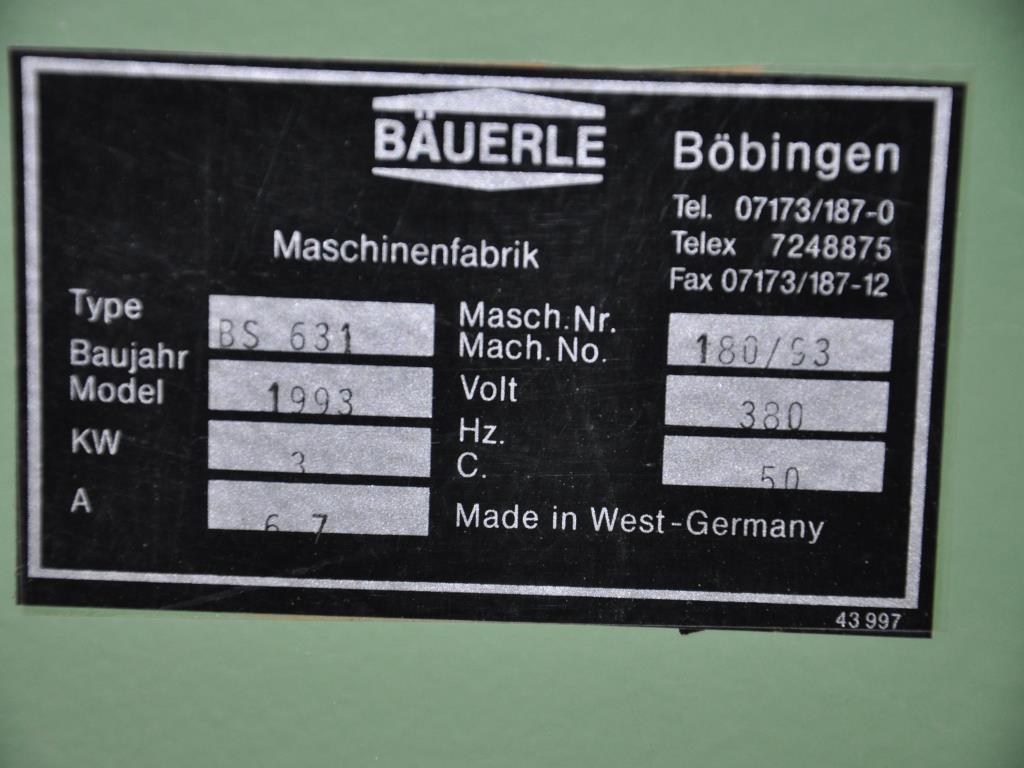 BÄUERLE
Böbingen
Tel. 07173/187-0
Telex 7248875
Fax 07173/187-12
Maschinenfabrik
Type BS 631
Masch.Nr.
Mach.No. 180/93
Baujahr
Model 1993
Volt 380
KW 3
Hz.
C. 50
A 6 7
Made in West-Germany
43 997